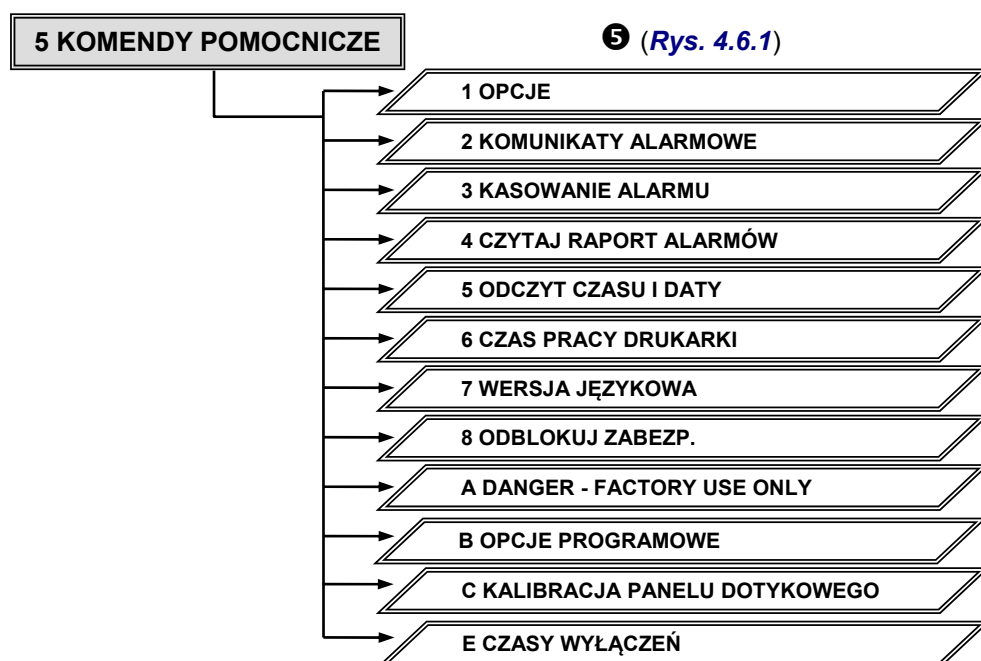 5 KOMENDY POMOCNICZE
❺ (Rys. 4.6.1)
1 OPCJE
2 KOMUNIKATY ALARMOWE
3 KASOWANIE ALARMU
4 CZYTAJ RAPORT ALARMÓW
5 ODCZYT CZASU I DATY
6 CZAS PRACY DRUKARKI
7 WERSJA JĘZYKOWA
8 ODBLOKUJ ZABEZP.
A DANGER - FACTORY USE ONLY
B OPCJE PROGRAMOWE
C KALIBRACJA PANELU DOTYKOWEGO
E CZASY WYŁĄCZEŃ